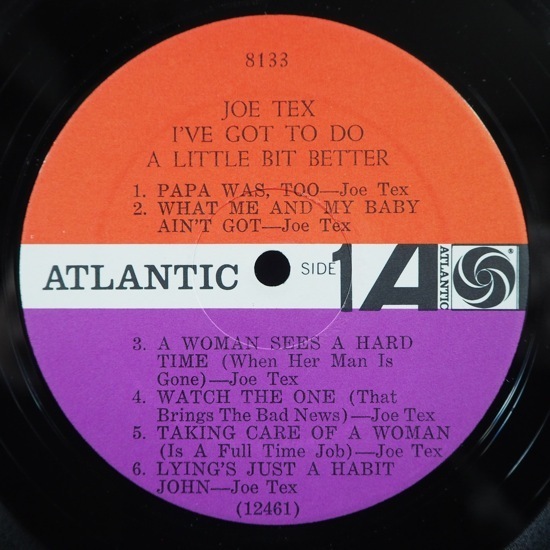 8133
JOE TEX
I'VE GOT TO DO
A LITTLE BIT BETTER
1. PAPA WAS, TOO—Joe Tex
2. WHAT ME AND MY BABY
AIN'T GOT—Joe Tex
ATLANTIC SIDE 1 A ATLANTIC ®
3. A WOMAN SEES A HARD
TIME (When Her Man Is
Gone)—Joe Tex
4. WATCH THE ONE (That
Brings The Bad News)—Joe Tex
5. TAKING CARE OF A WOMAN
(Is A Full Time Job)—Joe Tex
6. LYING'S JUST A HABIT
JOHN—Joe Tex
(12461)